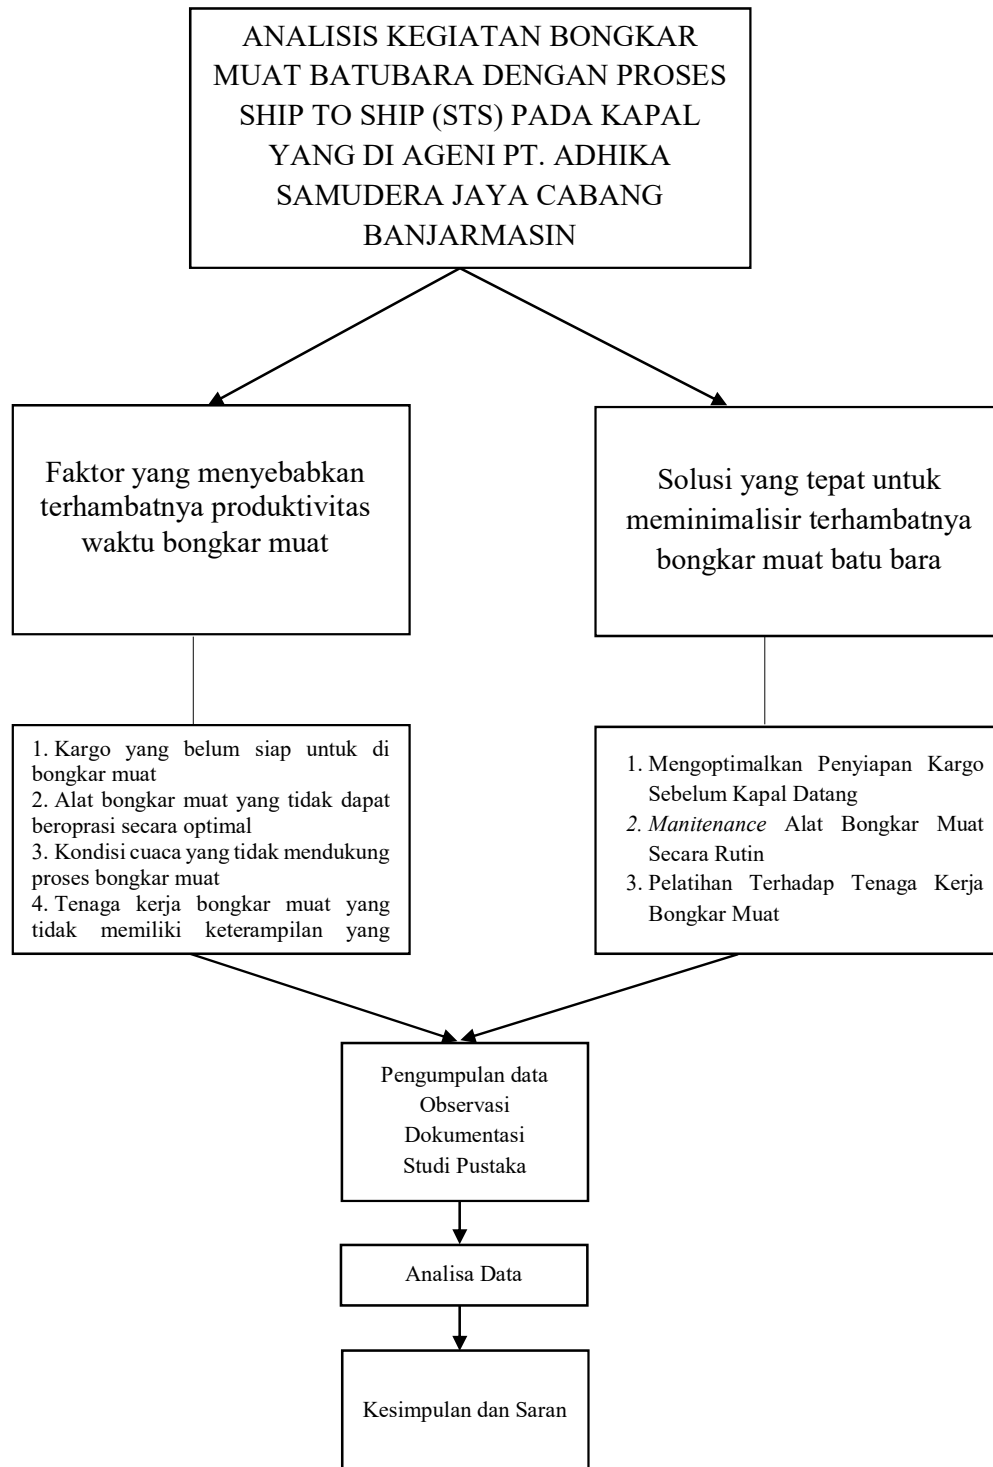 ANALISIS KEGIATAN BONGKAR
MUAT BATUBARA DENGAN PROSES
SHIP TO SHIP (STS) PADA KAPAL
YANG DI AGENI PT. ADHIKA
SAMUDERA JAYA CABANG
BANJARMASIN
Faktor yang menyebabkan
terhambatnya produktivitas
waktu bongkar muat
Solusi yang tepat untuk
meminimalisir terhambatnya
bongkar muat batu bara
1. Kargo yang belum siap untuk di
bongkar muat
2. Alat bongkar muat yang tidak dapat
beroprasi secara optimal
3. Kondisi cuaca yang tidak mendukung
proses bongkar muat
4. Tenaga kerja bongkar muat yang
tidak memiliki keterampilan yang
1. Mengoptimalkan Penyiapan Kargo
Sebelum Kapal Datang
2. Manitenance Alat Bongkar Muat
Secara Rutin
3. Pelatihan Terhadap Tenaga Kerja
Bongkar Muat
Pengumpulan data
Observasi
Dokumentasi
Studi Pustaka
Analisa Data
Kesimpulan dan Saran